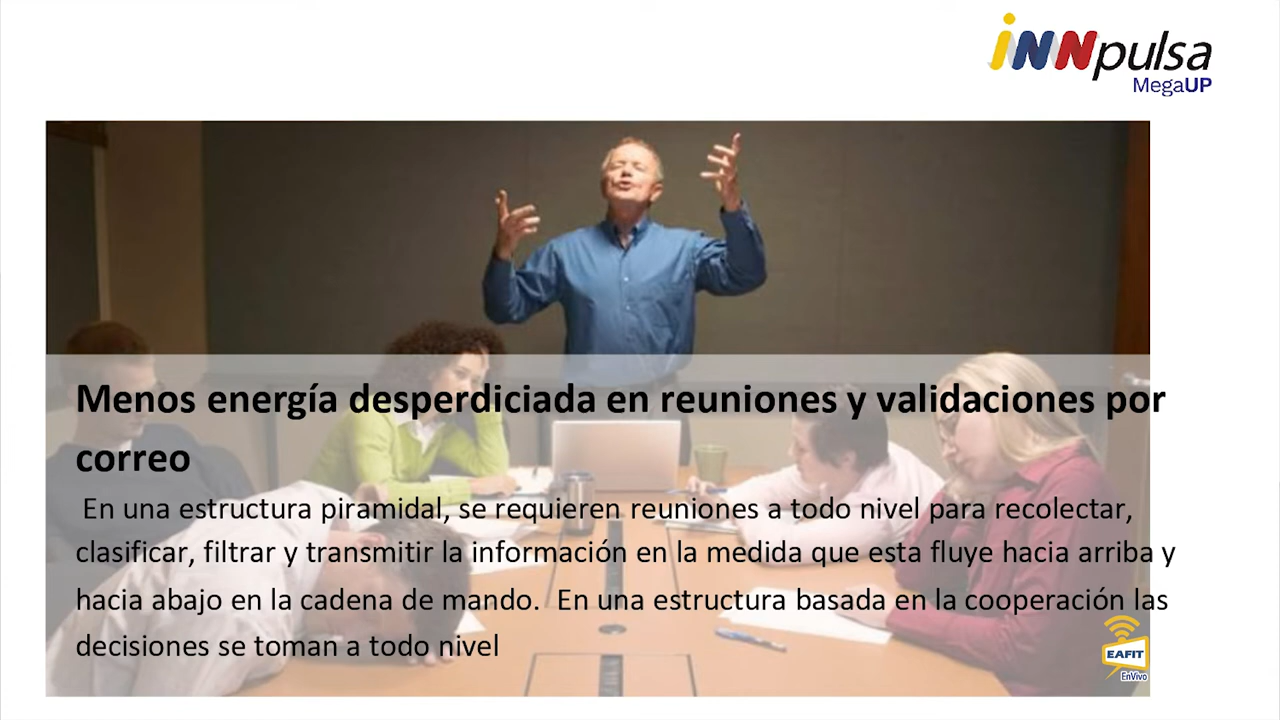 iNNpulsa
MegaUP
Menos energía desperdiciada en reuniones y validaciones por
correo
En una estructura piramidal, se requieren reuniones a todo nivel para recolectar,
clasificar, filtrar y transmitir la información en la medida que esta fluye hacia arriba y
hacia abajo en la cadena de mando.  En una estructura basada en la cooperación las
decisiones se toman a todo nivel
EAFIT
EnVivo